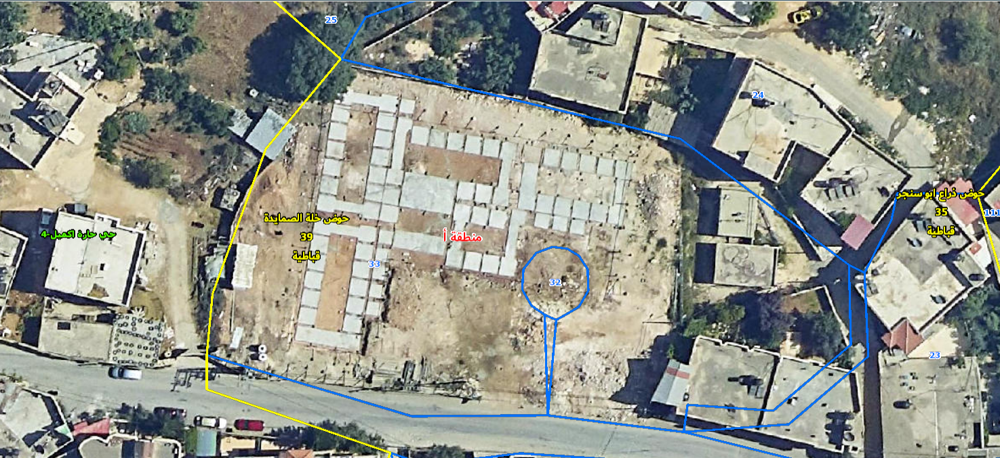 25
24
حوض ذراع ابو سنجر
35
قباطية
111
حوض خلة الصمايدة
39
قباطية
منطقة أ
حي حارة اكميل-4
33
32
23